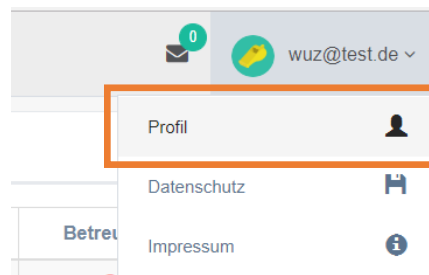 0
wuz@test.de
Profil
Datenschutz
Betreu
Impressum